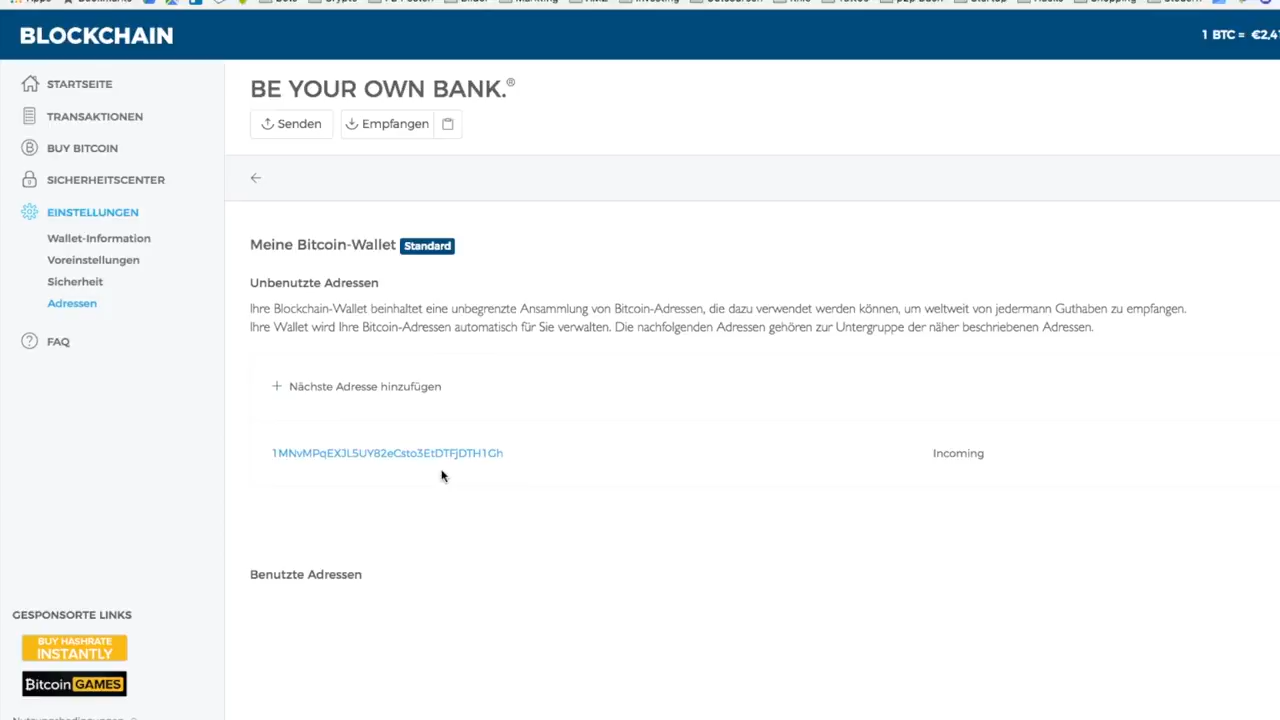 BLOCKCHAIN
1 BTC = €2,4
STARTSEITE
TRANSAKTIONEN
BUY BITCOIN
SICHERHEITSCENTER
EINSTELLUNGEN
Wallet-Information
Voreinstellungen
Sicherheit
Adressen
FAQ
GESPONSORTE LINKS
BUY HASHRATE
INSTANTLY
Bitcoin GAMES
BE YOUR OWN BANK.®
Senden
Empfangen
Meine Bitcoin-Wallet Standard
Unbenutzte Adressen
Ihre Blockchain-Wallet beinhaltet eine unbegrenzte Ansammlung von Bitcoin-Adressen, die dazu verwendet werden können, um weltweit von jedermann Guthaben zu empfangen.
Ihre Wallet wird Ihre Bitcoin-Adressen automatisch für Sie verwalten. Die nachfolgenden Adressen gehören zur Untergruppe der näher beschriebenen Adressen.
+ Nächste Adresse hinzufügen
1MNvMPqEXJL5UY82eCsto3EtDTFjDTH1Gh
Incoming
Benutzte Adressen